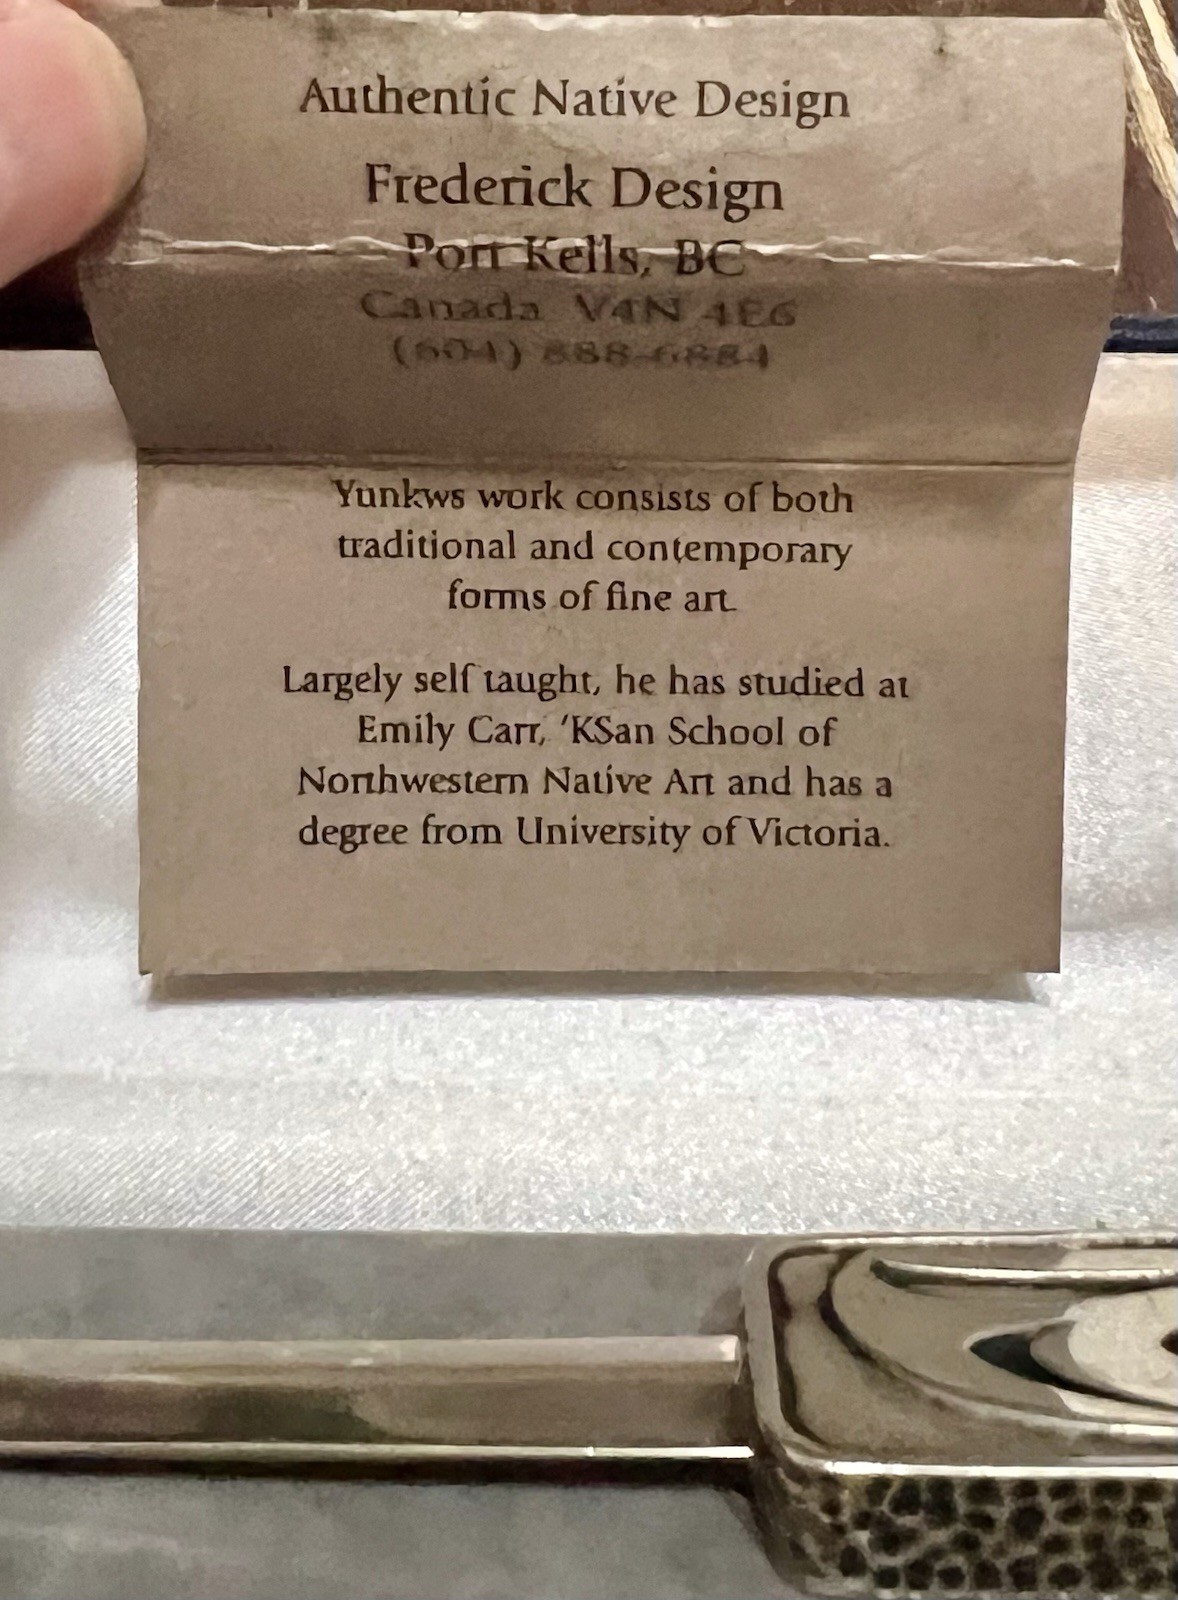 Authentic Native Design
Frederick Design
Port Kells, BC
Canada V4N 4E6
(604) 888-6884
Yunkws work consists of both
traditional and contemporary
forms of fine art.
Largely self taught, he has studied at
Emily Carr, 'KSan School of
Northwestern Native Art and has a
degree from University of Victoria.